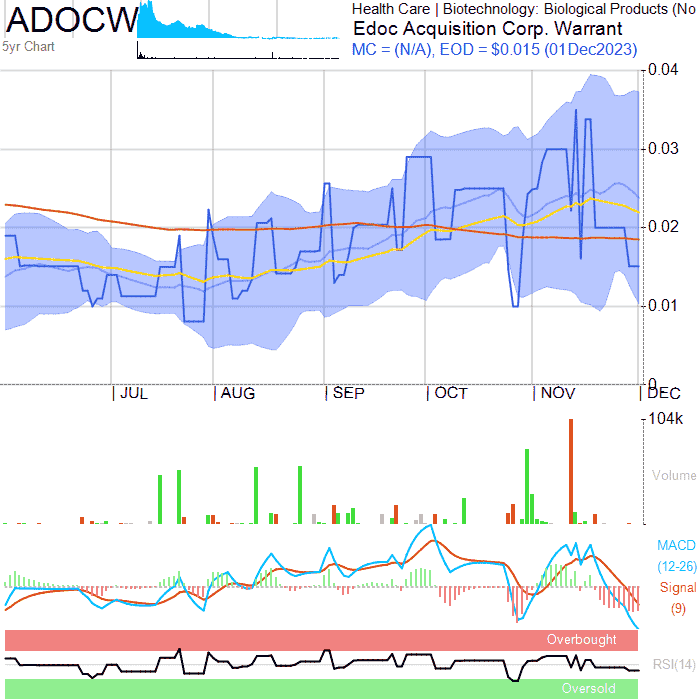 ADOCW
5yr Chart
Health Care | Biotechnology: Biological Products (No
Edoc Acquisition Corp. Warrant
MC = (N/A), EOD = $0.015 (01Dec2023)
0.04
0.03
0.02
0.01
0
JUL AUG SEP OCT NOV DEC
104k
Volume
MACD
(12-26)
Signal
(9)
Overbought
RSI(14)
Oversold